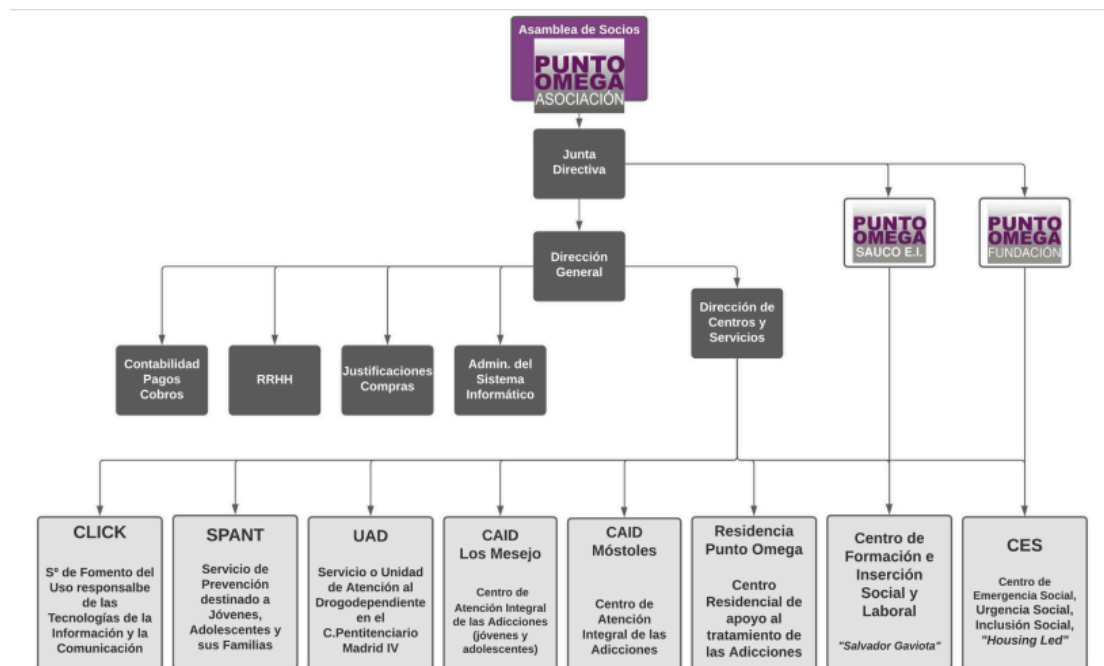 Asamblea de Socios
PUNTO
OMEGA
ASOCIACIÓN
Junta
Directiva
PUNTO
OMEGA
SAUCO E.I.
PUNTO
OMEGA
FUNDACIÓN
Dirección
General
Dirección de
Centros y
Servicios
Contabilidad
Pagos
Cobros
RRHH
Justificaciones
Compras
Admin. del
Sistema
Informático
CLICK
Sº de Fomento del
Uso responsalbe
de las
Tecnologías de la
Información y la
Comunicación
SPANT
Servicio de
Prevención
destinado a
Jóvenes,
Adolescentes y
sus Familias
UAD
Servicio o Unidad
de Atención al
Drogodependiente
en el
C.Pentitenciario
Madrid IV
CAID
Los Mesejo
Centro de
Atención Integral
de las Adicciones
(jóvenes y
adolescentes)
CAID
Móstoles
Centro de
Atención
Integral de las
Adicciones
Residencia
Punto Omega
Centro
Residencial de
apoyo al
tratamiento de
las Adicciones
Centro de
Formación e
Inserción
Social y
Laboral
"Salvador Gaviota"
CES
Centro de
Emergencia Social,
Urgencia Social,
Inclusión Social,
"Housing Led"